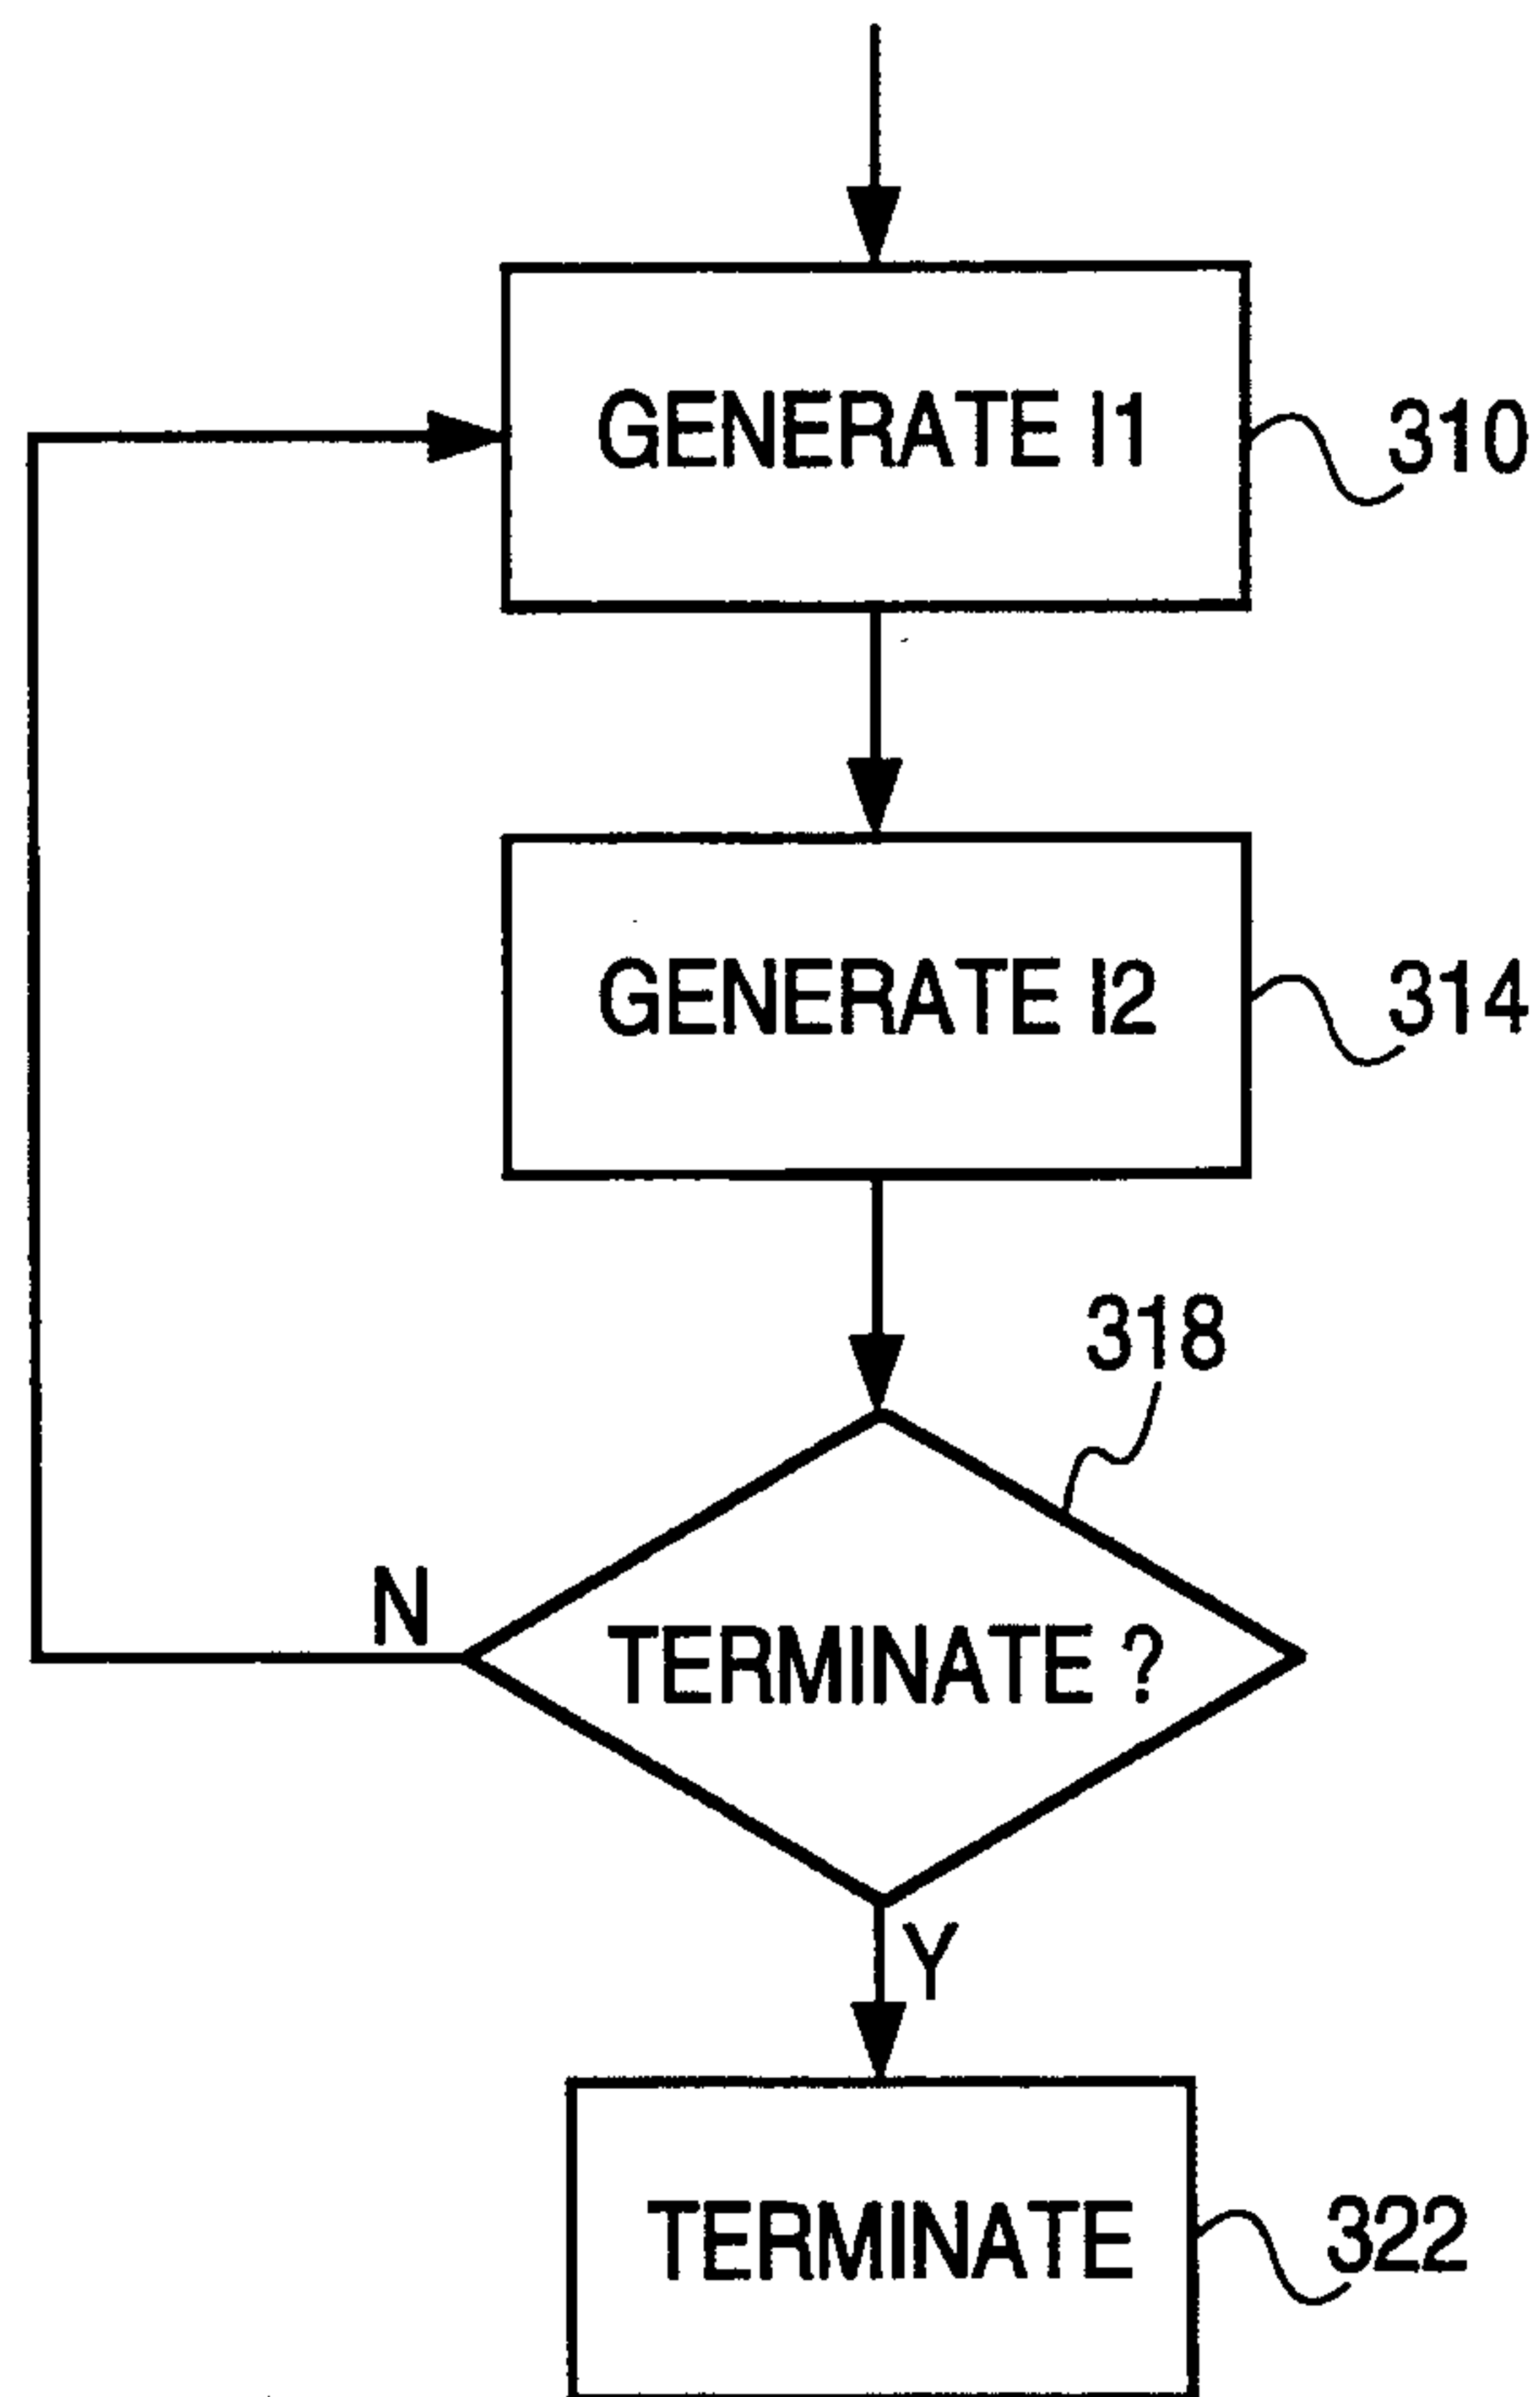 GENERATE I1
310
GENERATE I2
314
318
N
TERMINATE ?
Y
TERMINATE
322